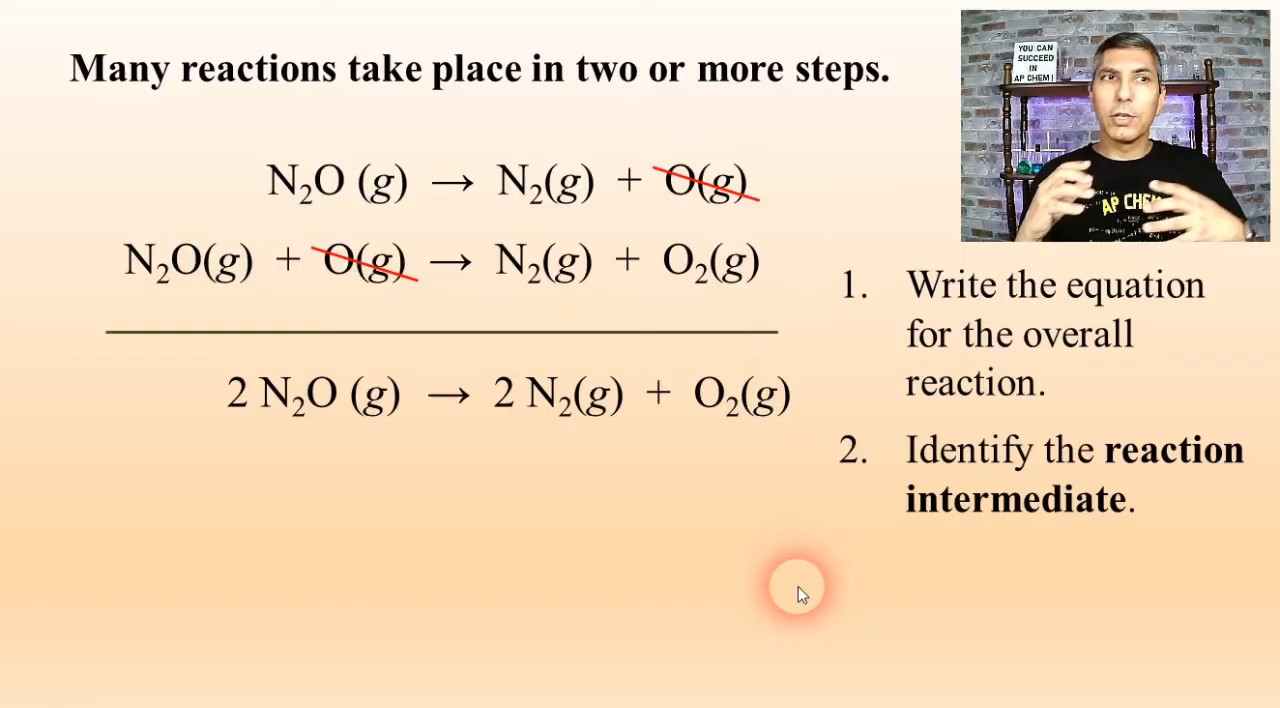 Many reactions take place in two or more steps.
YOU CAN
SUCCEED
IN
AP CHEM!
N₂O (g) → N₂(g) + O(g)
AP CHEM
N₂O(g) + O(g) → N₂(g) + O₂(g)
2 N₂O (g) → 2 N₂(g) + O₂(g)
1. Write the equation
for the overall
reaction.
2. Identify the reaction
intermediate.